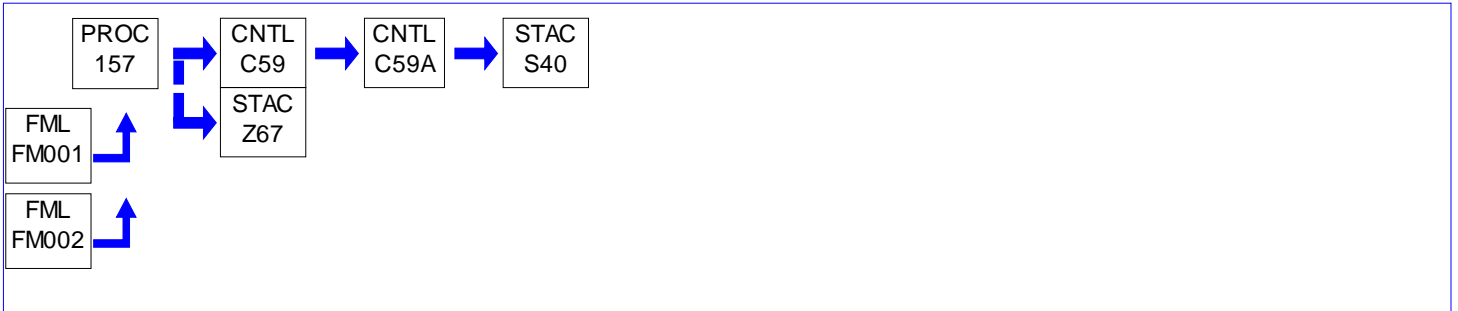 PROC
157
CNTL
C59
CNTL
C59A
STAC
S40
STAC
Z67
FML
FM001
FML
FM002